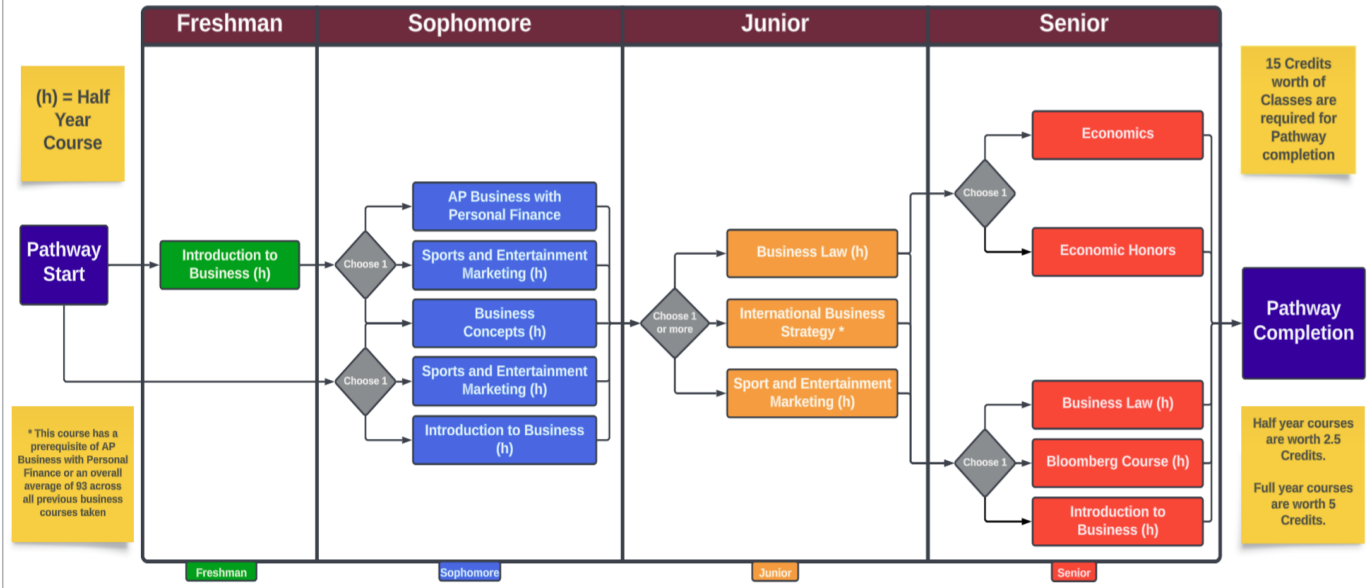 Freshman
Sophomore
Junior
Senior
(h) = Half
Year
Course
15 Credits
worth of
Classes are
required for
Pathway
completion
Pathway
Start
Introduction to
Business (h)
Choose 1
AP Business with
Personal Finance
Sports and Entertainment
Marketing (h)
Business
Concepts (h)
Choose 1
Sports and Entertainment
Marketing (h)
Introduction to Business
(h)
Choose 1
or more
Business Law (h)
International Business
Strategy *
Sport and Entertainment
Marketing (h)
Choose 1
Economics
Economic Honors
Choose 1
Business Law (h)
Bloomberg Course (h)
Introduction to
Business (h)
Pathway
Completion
* This course has a
prerequisite of AP
Business with Personal
Finance or an overall
average of 93 across
all previous business
courses taken
Half year courses
are worth 2.5
Credits.
Full year courses
are worth 5
Credits.
Freshman
Sophomore
Junior
Senior